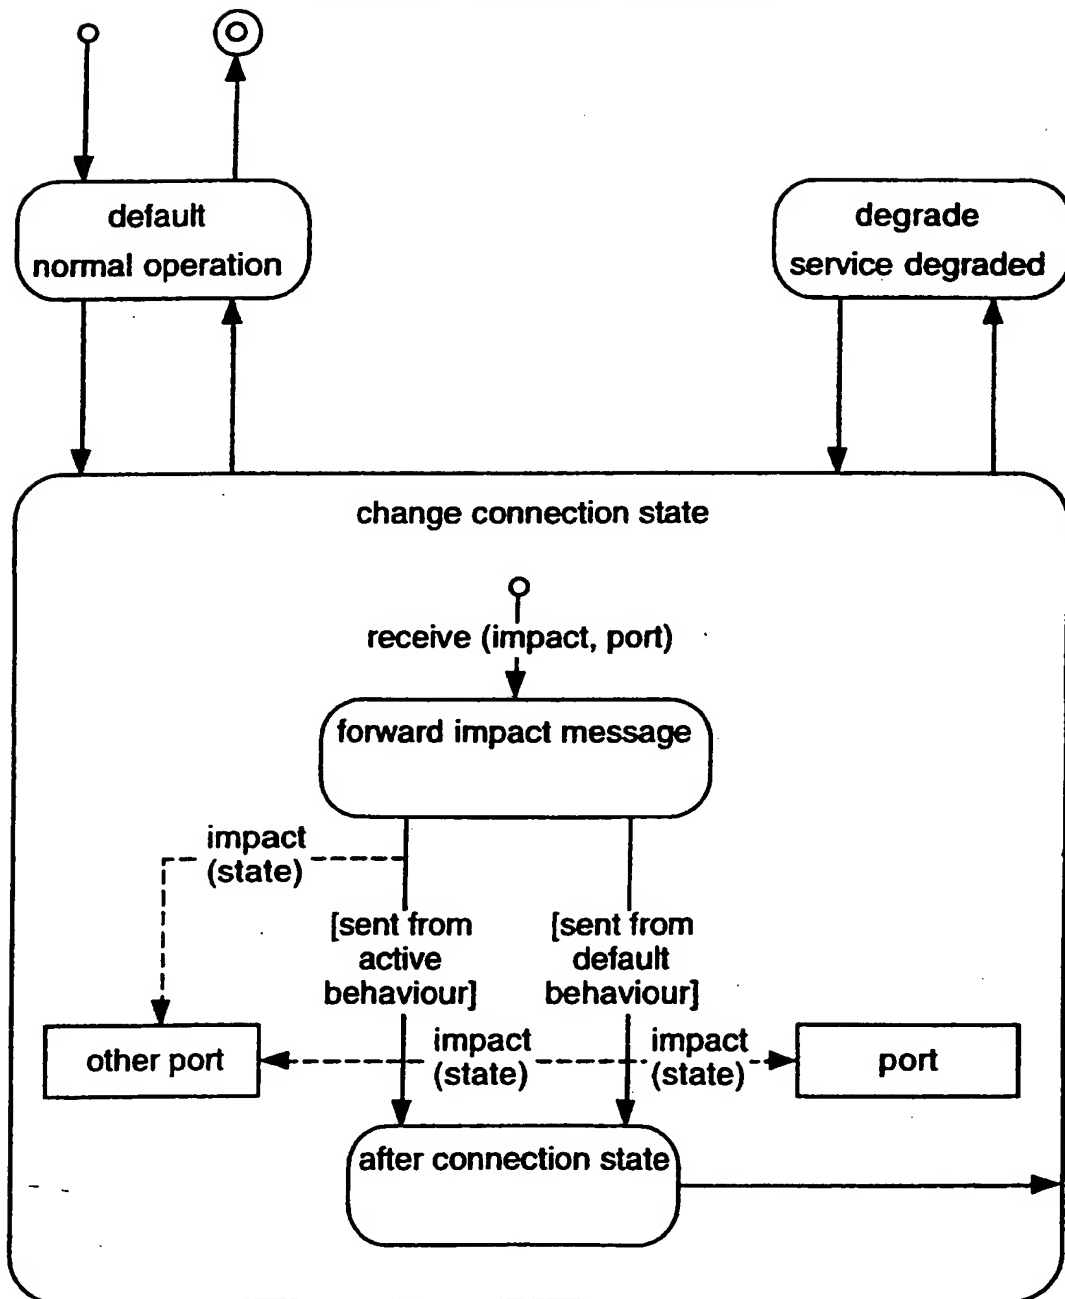 default
normal operation
degrade
service degraded
change connection state
receive (impact, port)
forward impact message
impact
(state)
[sent from
active
behaviour]
[sent from
default
behaviour]
other port
impact
(state)
impact
(state)
port
after connection state